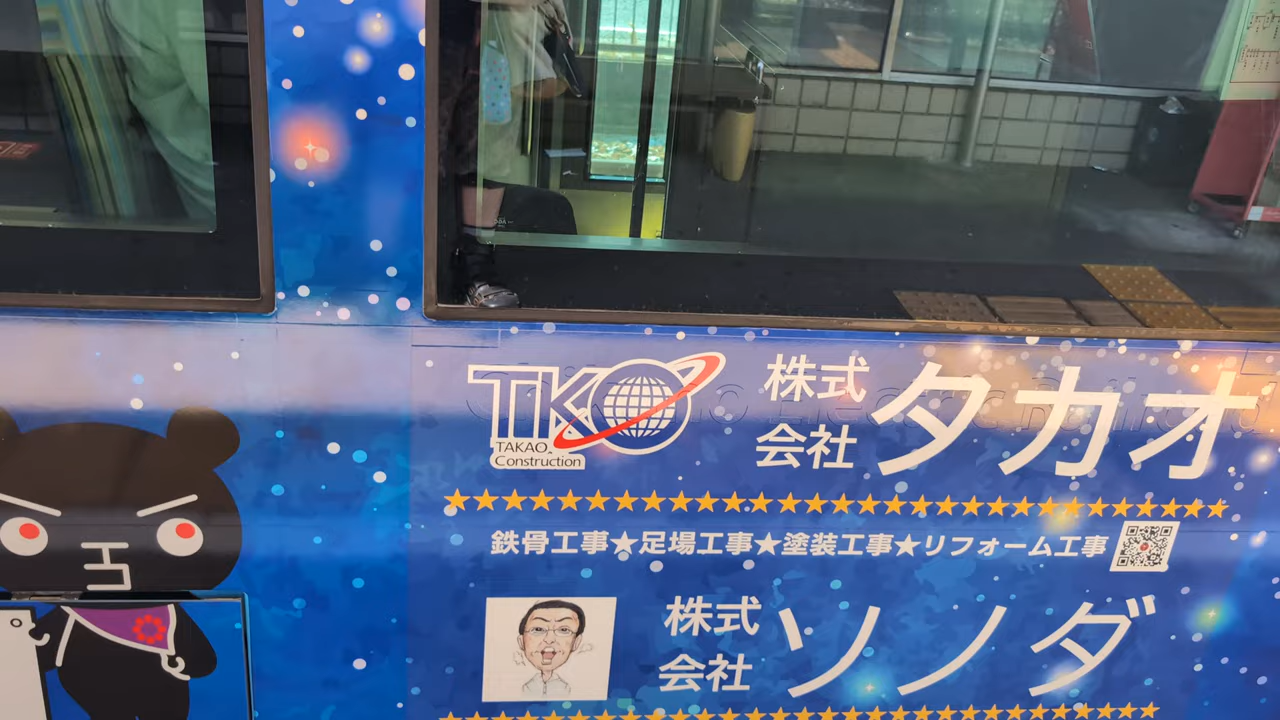 TKO
TAKAO
Construction
株式
会社
タカオ
鉄骨工事★足場工事★塗装工事★リフォーム工事
株式
会社
ソノダ